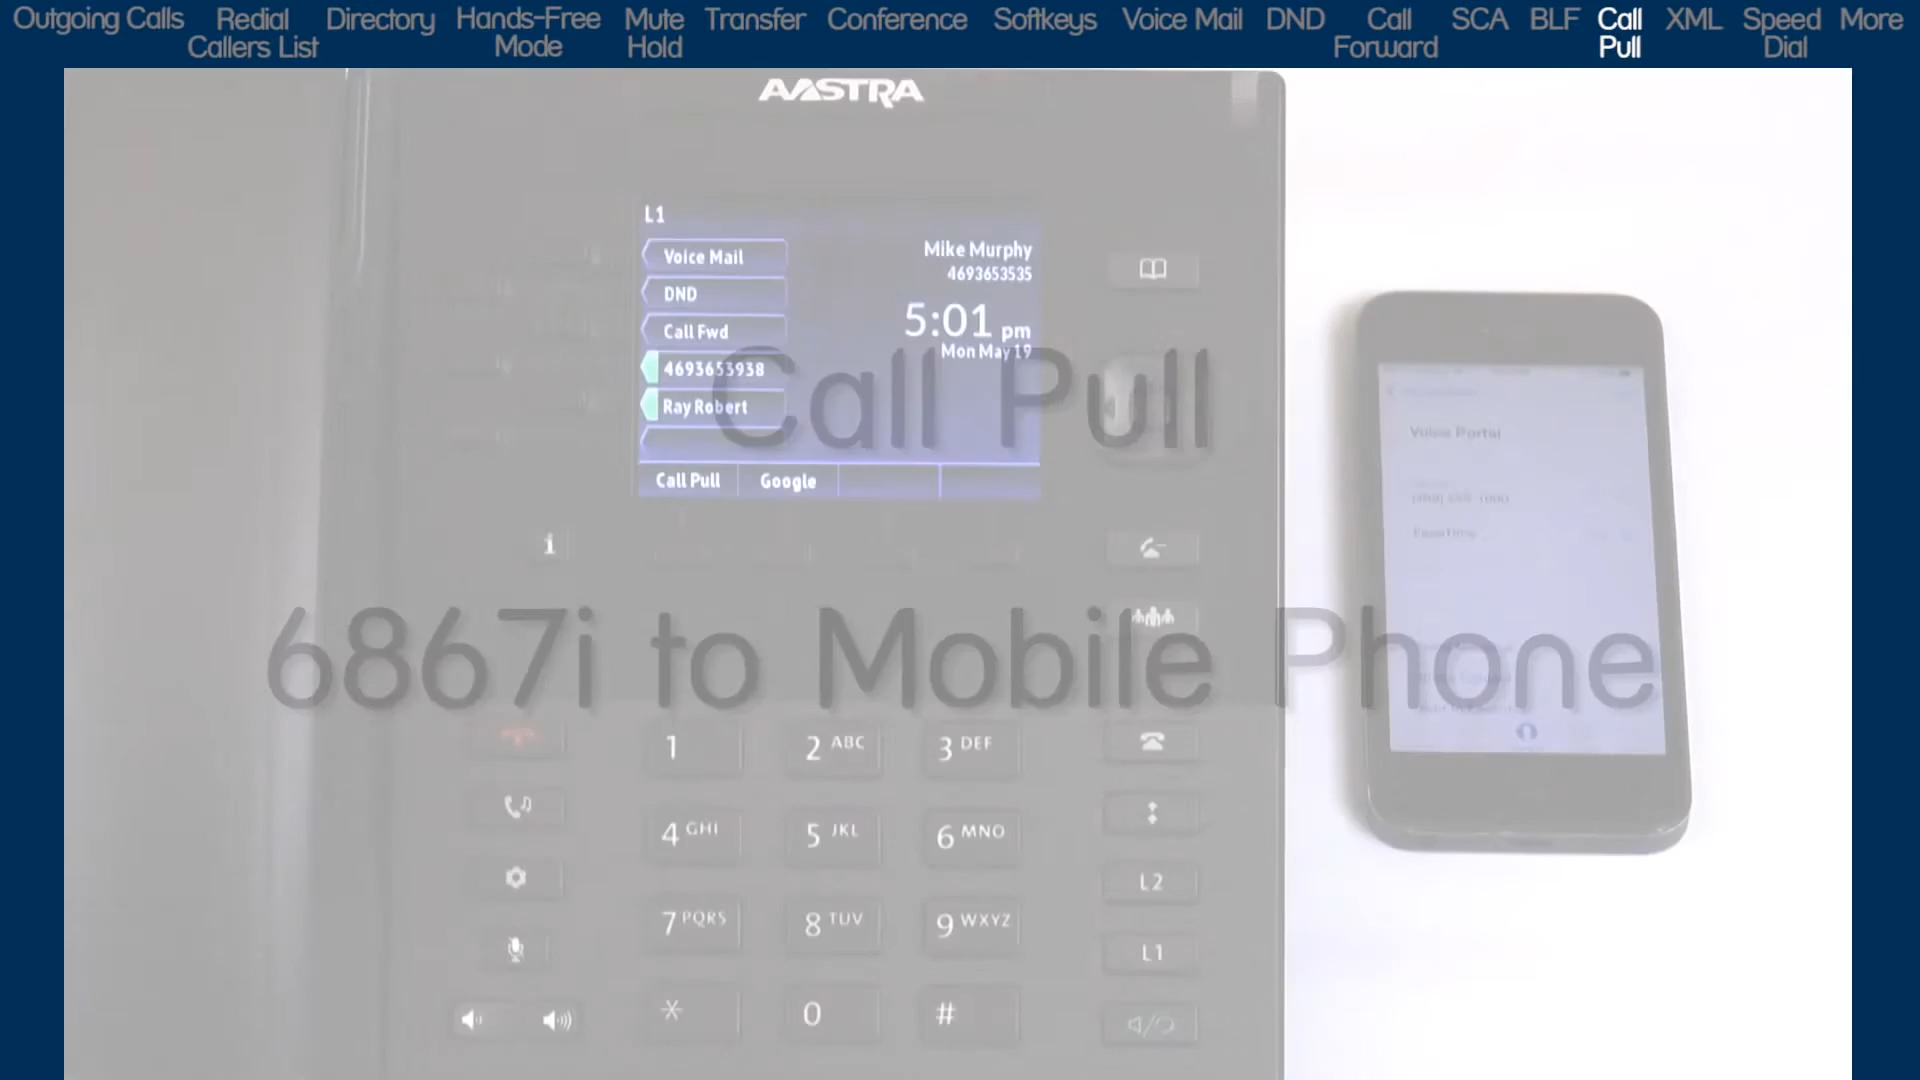 Outgoing Calls
Redial
Callers List
Directory
Hands-Free
Mode
Mute
Hold
Transfer
Conference
Softkeys
Voice Mail
DND
Call
Forward
SCA
BLF
Call
Pull
XML
Speed
Dial
More
AASTRA
L1
Voice Mail
DND
Call Fwd
4693653938
Ray Robert
Mike Murphy
4693653535
5:01 pm
Mon May 19
Call Pull
Google
Call Pull
6867i to Mobile Phone
Voice Portal
FaceTime
1
2 ABC
3 DEF
4 GHI
5 JKL
6 MNO
7 PQRS
8 TUV
9 WXYZ
*
0
#
L2
L1